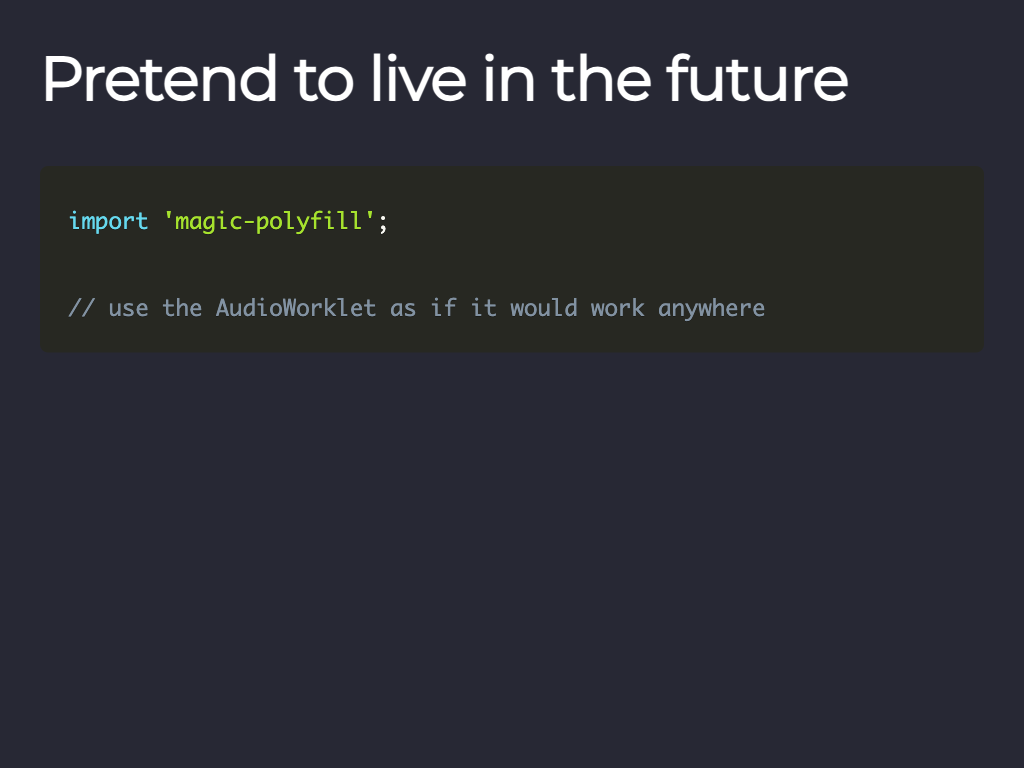 Pretend to live in the future
import 'magic-polyfill';
// use the AudioWorklet as if it would work anywhere